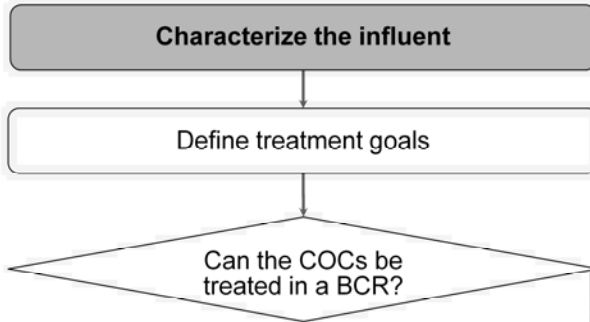 Characterize the influent
Define treatment goals
Can the COCs be
treated in a BCR?